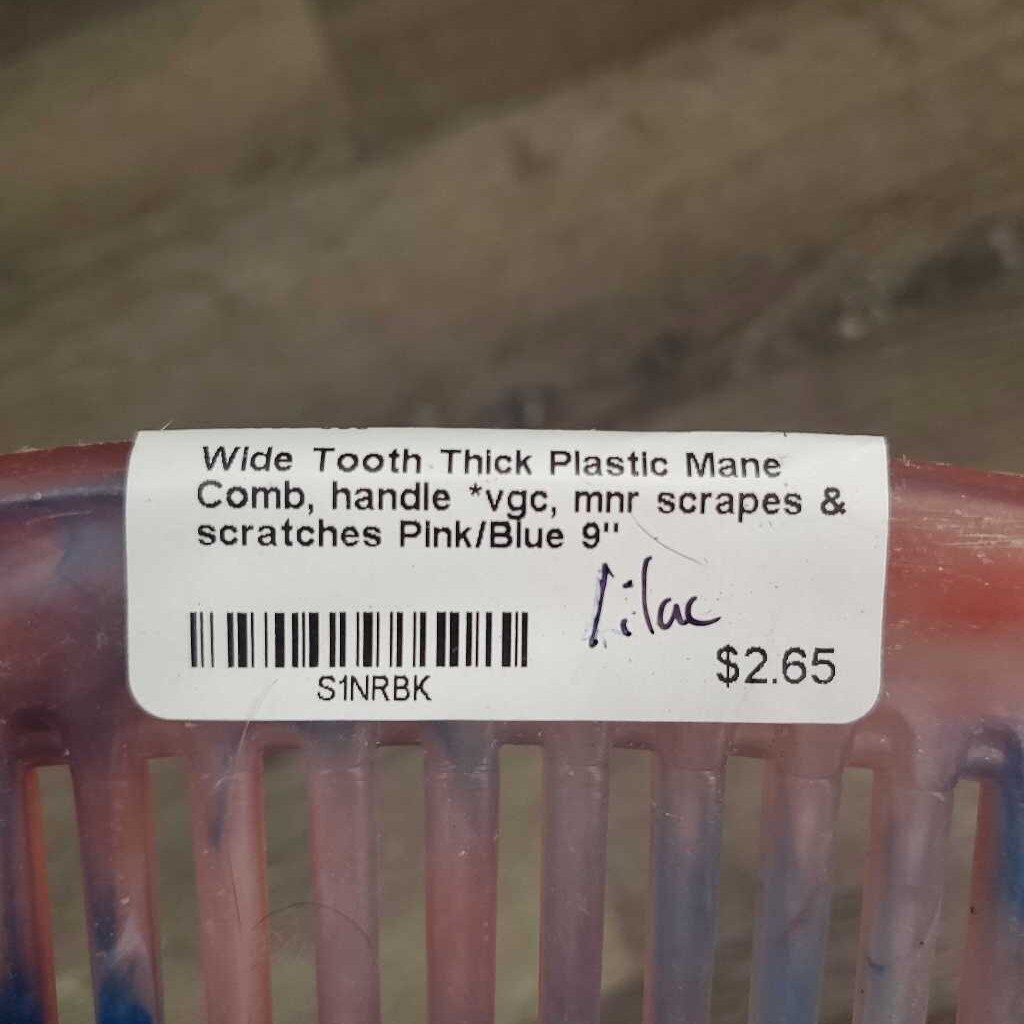 Wide Tooth Thick Plastic Mane
Comb, handle *vgc, mnr scrapes &
scratches Pink/Blue 9"
Lilac
$2.65
S1NRBK